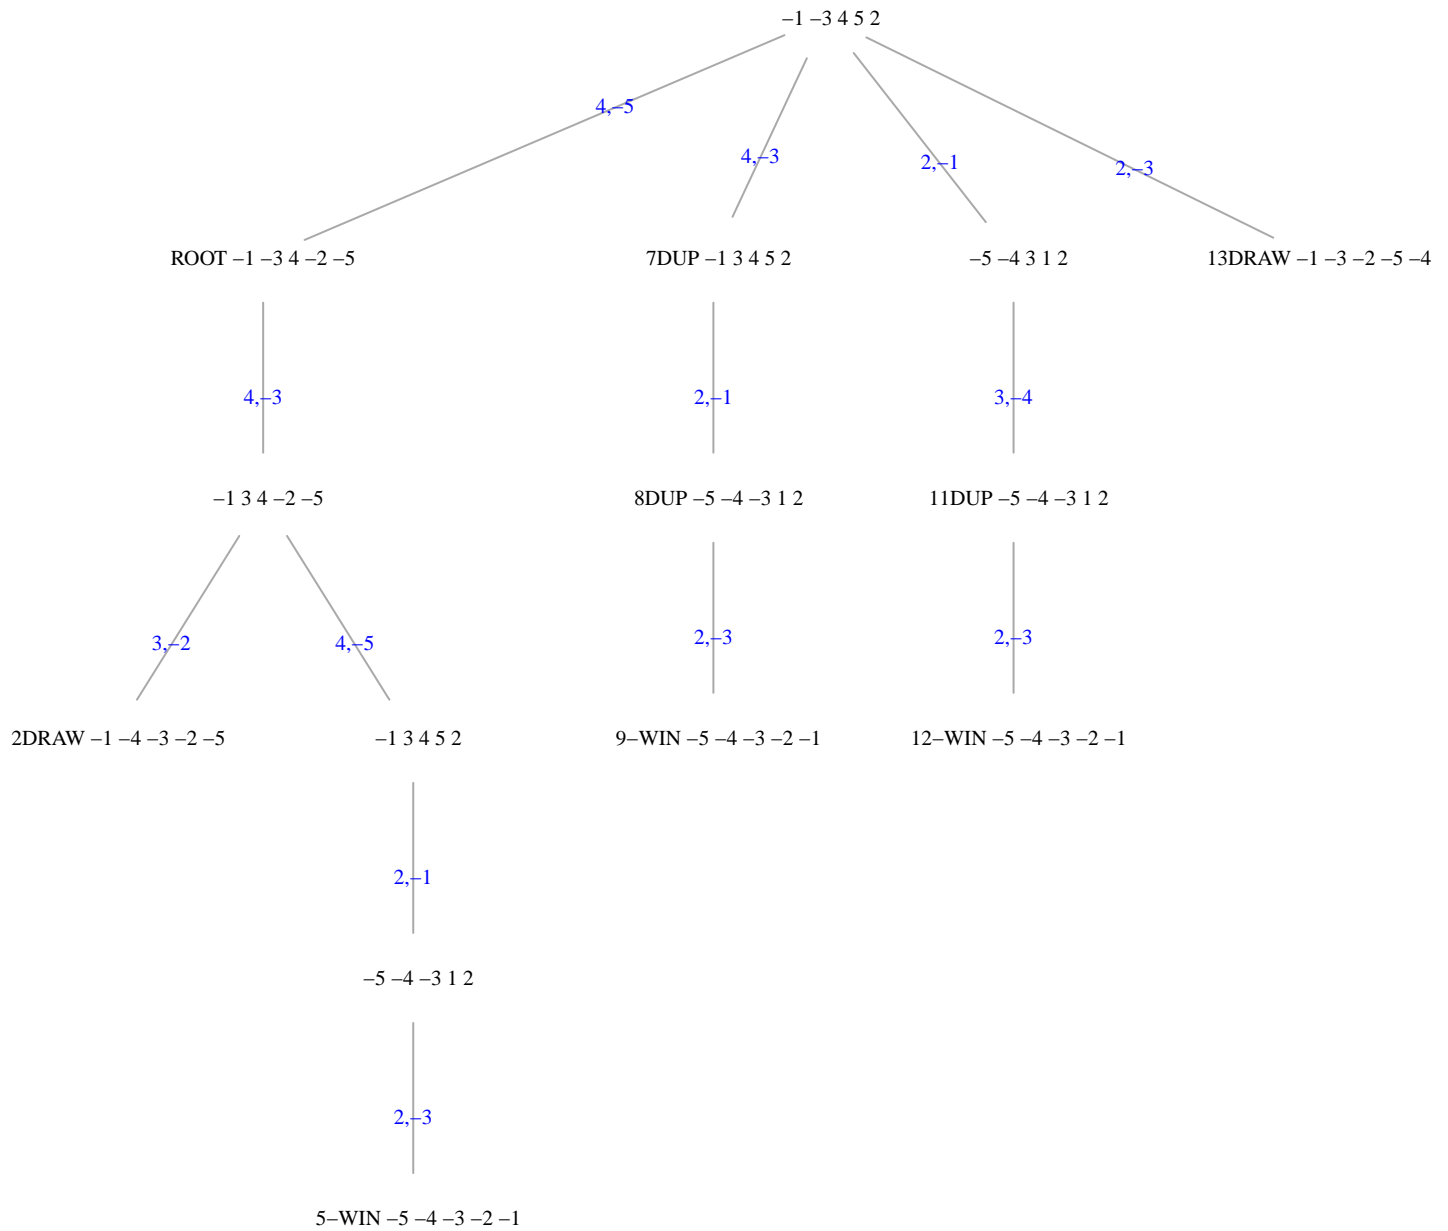 –1 –3 4 5 2
4,–5
4,–3
2,–1
2,–3
ROOT –1 –3 4 –2 –5
7DUP –1 3 4 5 2
–5 –4 3 1 2
13DRAW –1 –3 –2 –5 –4
4,–3
2,–1
3,–4
–1 3 4 –2 –5
8DUP –5 –4 –3 1 2
11DUP –5 –4 –3 1 2
3,–2
4,–5
2,–3
2,–3
2DRAW –1 –4 –3 –2 –5
–1 3 4 5 2
9–WIN –5 –4 –3 –2 –1
12–WIN –5 –4 –3 –2 –1
2,–1
–5 –4 –3 1 2
2,–3
5–WIN –5 –4 –3 –2 –1